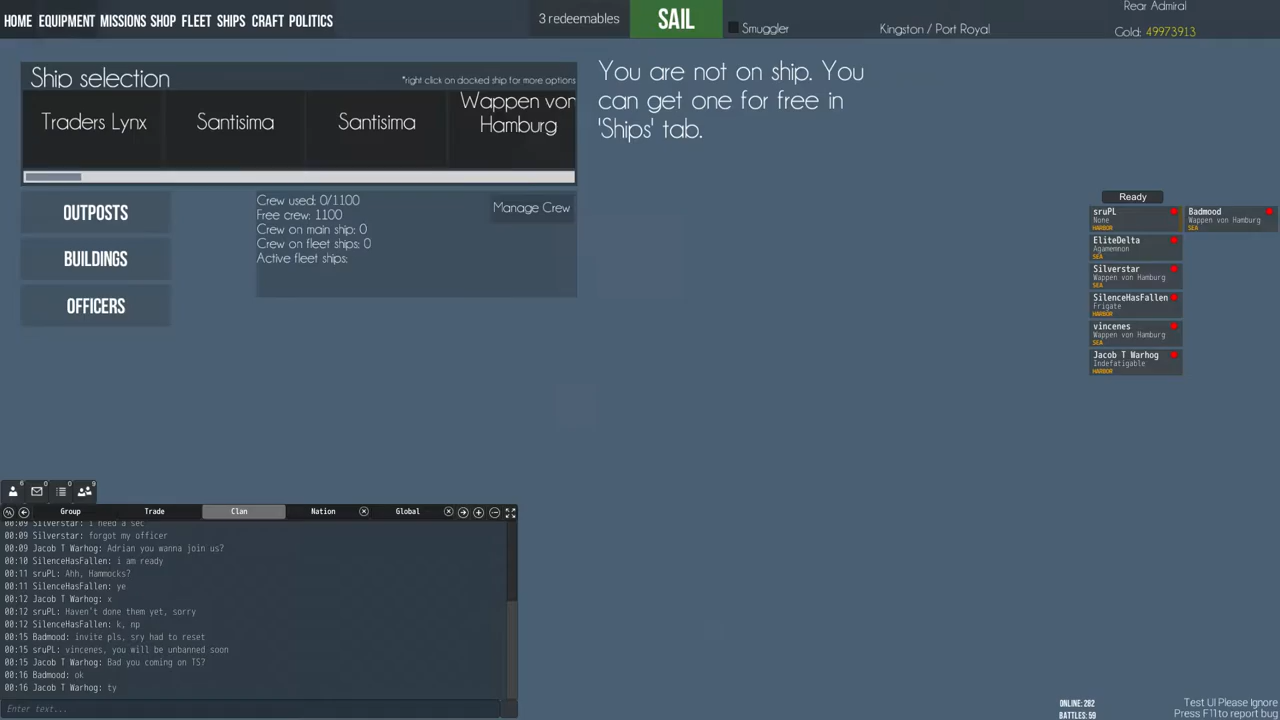 HOME EQUIPMENT MISSIONS SHOP FLEET SHIPS CRAFT POLITICS
3 redeemables
SAIL
Smuggler
Kingston / Port Royal
Rear Admiral
Gold: 49973913
Ship selection
*right click on docked ship for more options
Traders Lynx
Santisima
Santisima
Wappen von
Hamburg
You are not on ship. You
can get one for free in
'Ships' tab.
OUTPOSTS
BUILDINGS
OFFICERS
Crew used: 0/1100
Free crew: 1100
Crew on main ship: 0
Crew on fleet ships: 0
Active fleet ships:
Manage Crew
Ready
sruPL
None
HARBOR
Badmood
Wappen von Hamburg
SEA
EliteDelta
Agamemnon
SEA
Silverstar
Wappen von Hamburg
SEA
SilenceHasFallen
Frigate
HARBOR
vincenes
Wappen von Hamburg
SEA
Jacob T Warhog
Indefatigable
HARBOR
6 0 0 9
Group Trade Clan Nation Global
00:09 Silverstar: i need a sec
00:09 Silverstar: forgot my officer
00:09 Jacob T Warhog: Adrian you wanna join us?
00:10 SilenceHasFallen: i am ready
00:11 sruPL: Ahh, Hammocks?
00:11 SilenceHasFallen: ye
00:12 Jacob T Warhog: x
00:12 sruPL: Haven't done them yet, sorry
00:12 SilenceHasFallen: k, np
00:15 Badmood: invite pls, sry had to reset
00:15 sruPL: vincenes, you will be unbanned soon
00:15 Jacob T Warhog: Bad you coming on TS?
00:16 Badmood: ok
00:16 Jacob T Warhog: ty
Enter text...
ONLINE: 282
BATTLES: 59
Test UI Please Ignore
Press F11 to report bug